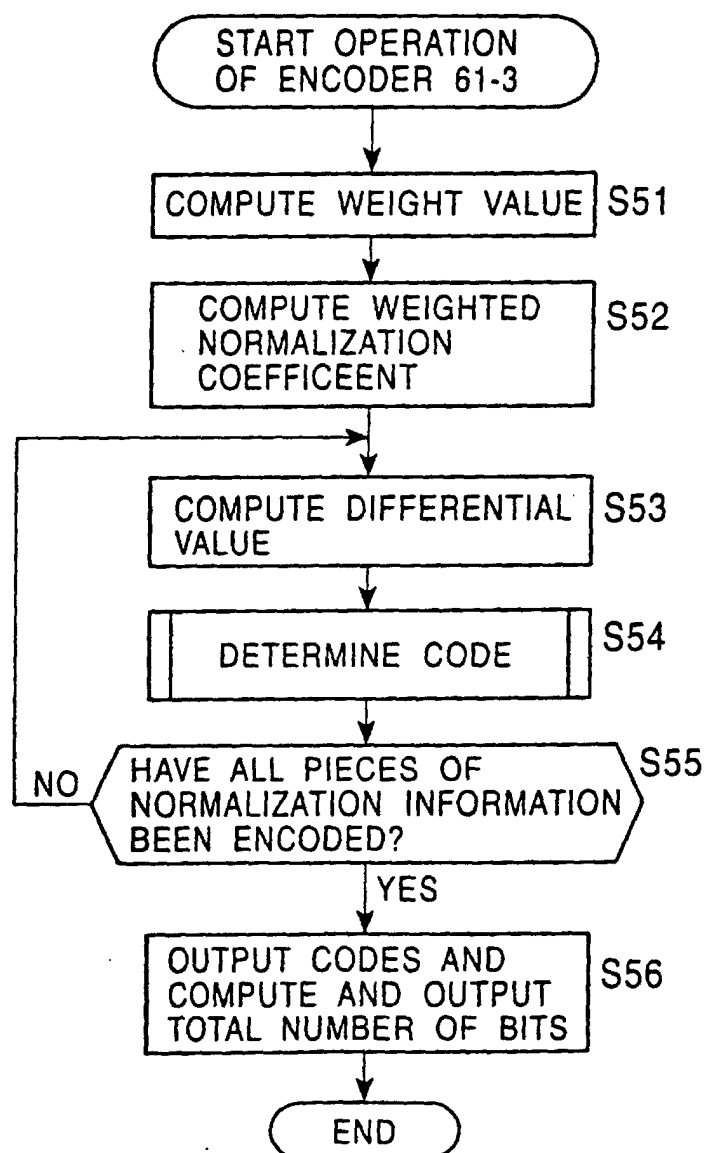 START OPERATION
OF ENCODER 61-3
COMPUTE WEIGHT VALUE
S51
COMPUTE WEIGHTED
NORMALIZATION
COEFFICEENT
S52
COMPUTE DIFFERENTIAL
VALUE
S53
DETERMINE CODE
S54
HAVE ALL PIECES OF
NORMALIZATION INFORMATION
BEEN ENCODED?
S55
NO
YES
OUTPUT CODES AND
COMPUTE AND OUTPUT
TOTAL NUMBER OF BITS
S56
END